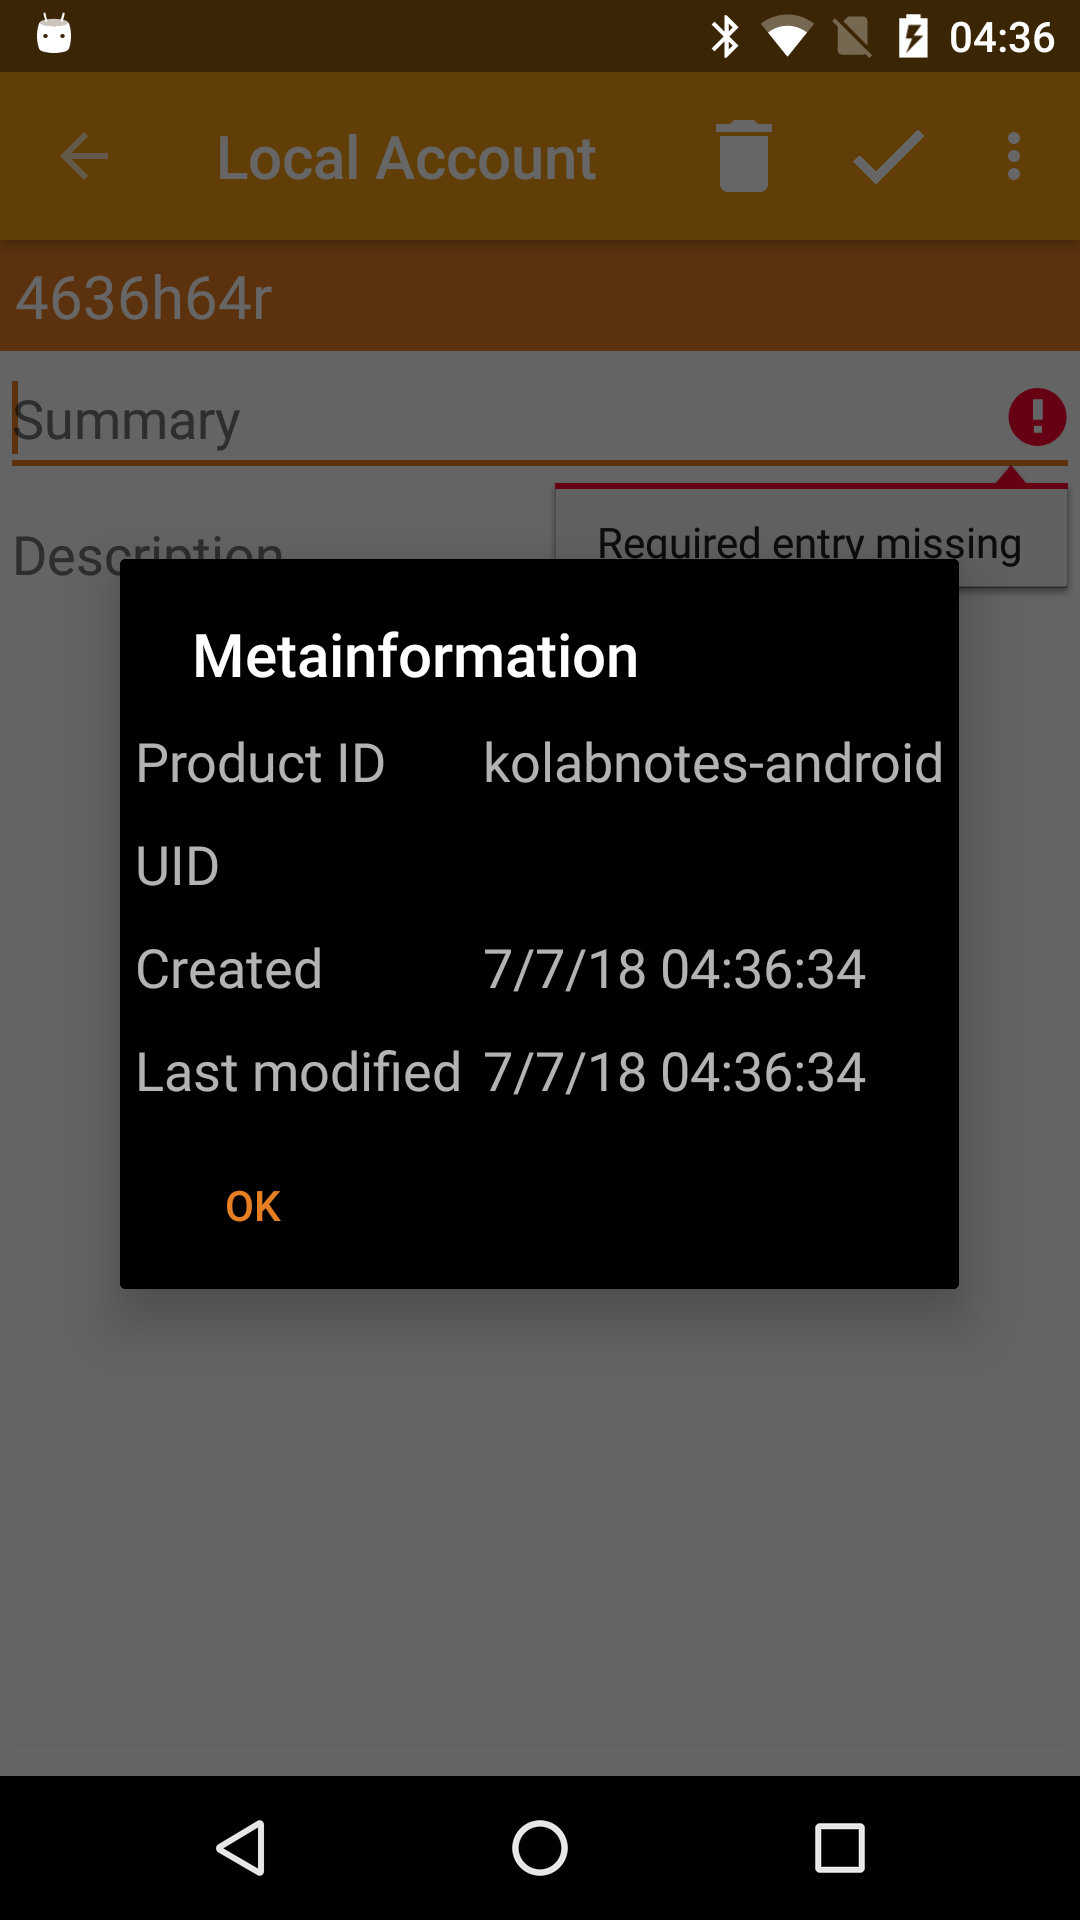 04:36
Local Account
4636h64r
Summary
Required entry missing
Description
Metainformation
Product ID kolabnotes-android
UID
Created 7/7/18 04:36:34
Last modified 7/7/18 04:36:34
OK